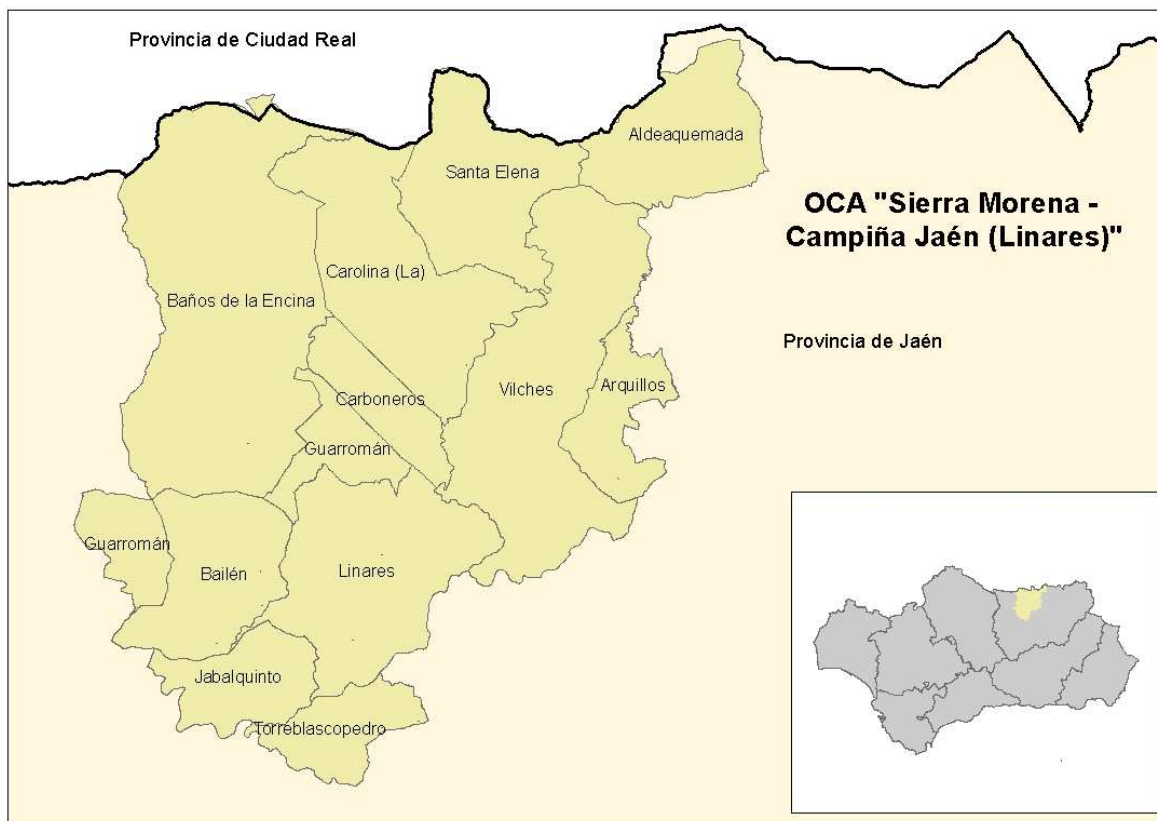 Provincia de Ciudad Real
Aldeaquemada
Santa Elena
OCA "Sierra Morena -
Campiña Jaén (Linares)"
Carolina (La)
Baños de la Encina
Provincia de Jaén
Vilches
Arquillos
Carboneros
Guarromán
Guarromán
Bailén
Linares
Jabalquinto
Torreblascopedro